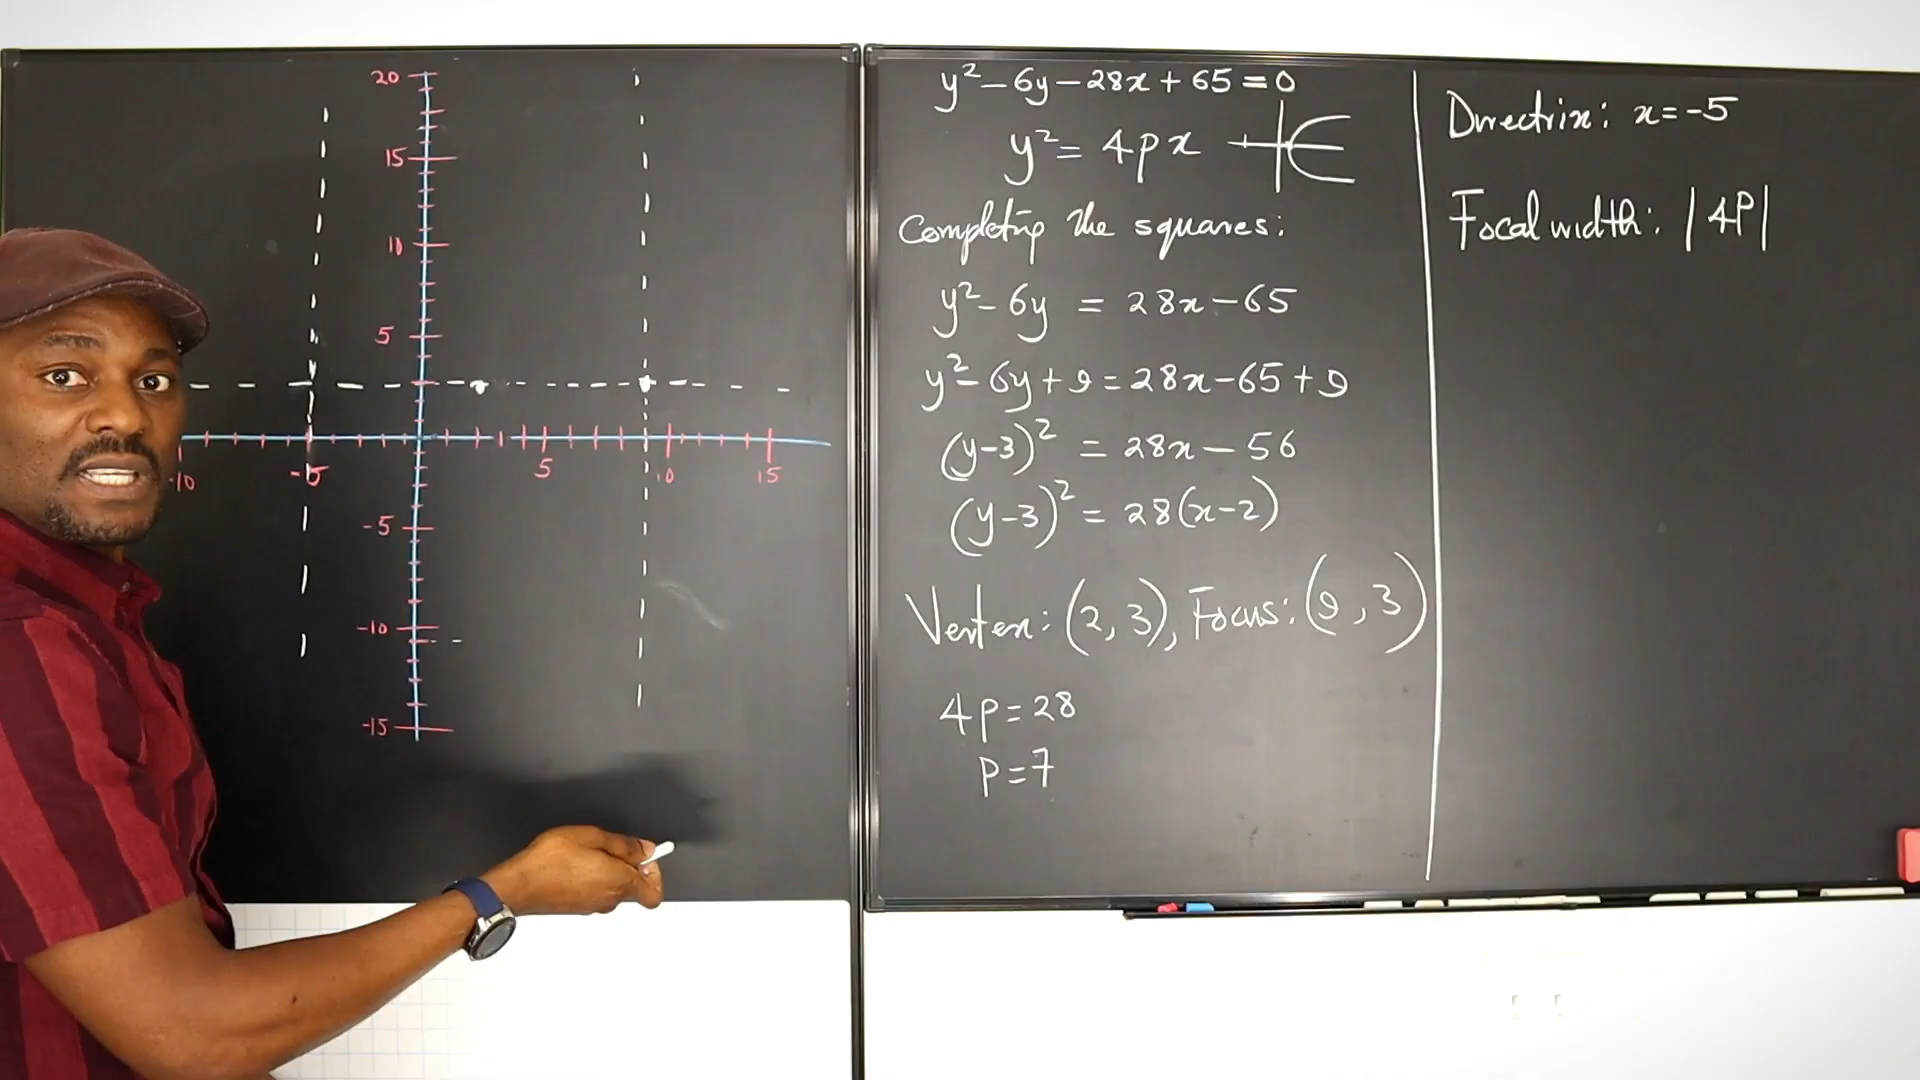 20
15
10
5
-10 -5 5 10 15
-5
-10
-15
y² - 6y - 28x + 65 = 0
y² = 4px
Completing the squares:
y² - 6y = 28x - 65
y² - 6y + 9 = 28x - 65 + 9
(y-3)² = 28x - 56
(y-3)² = 28(x-2)
Vertex: (2, 3), Focus: (9, 3)
4p = 28
p = 7
Directrix: x = -5
Focal width: |4P|